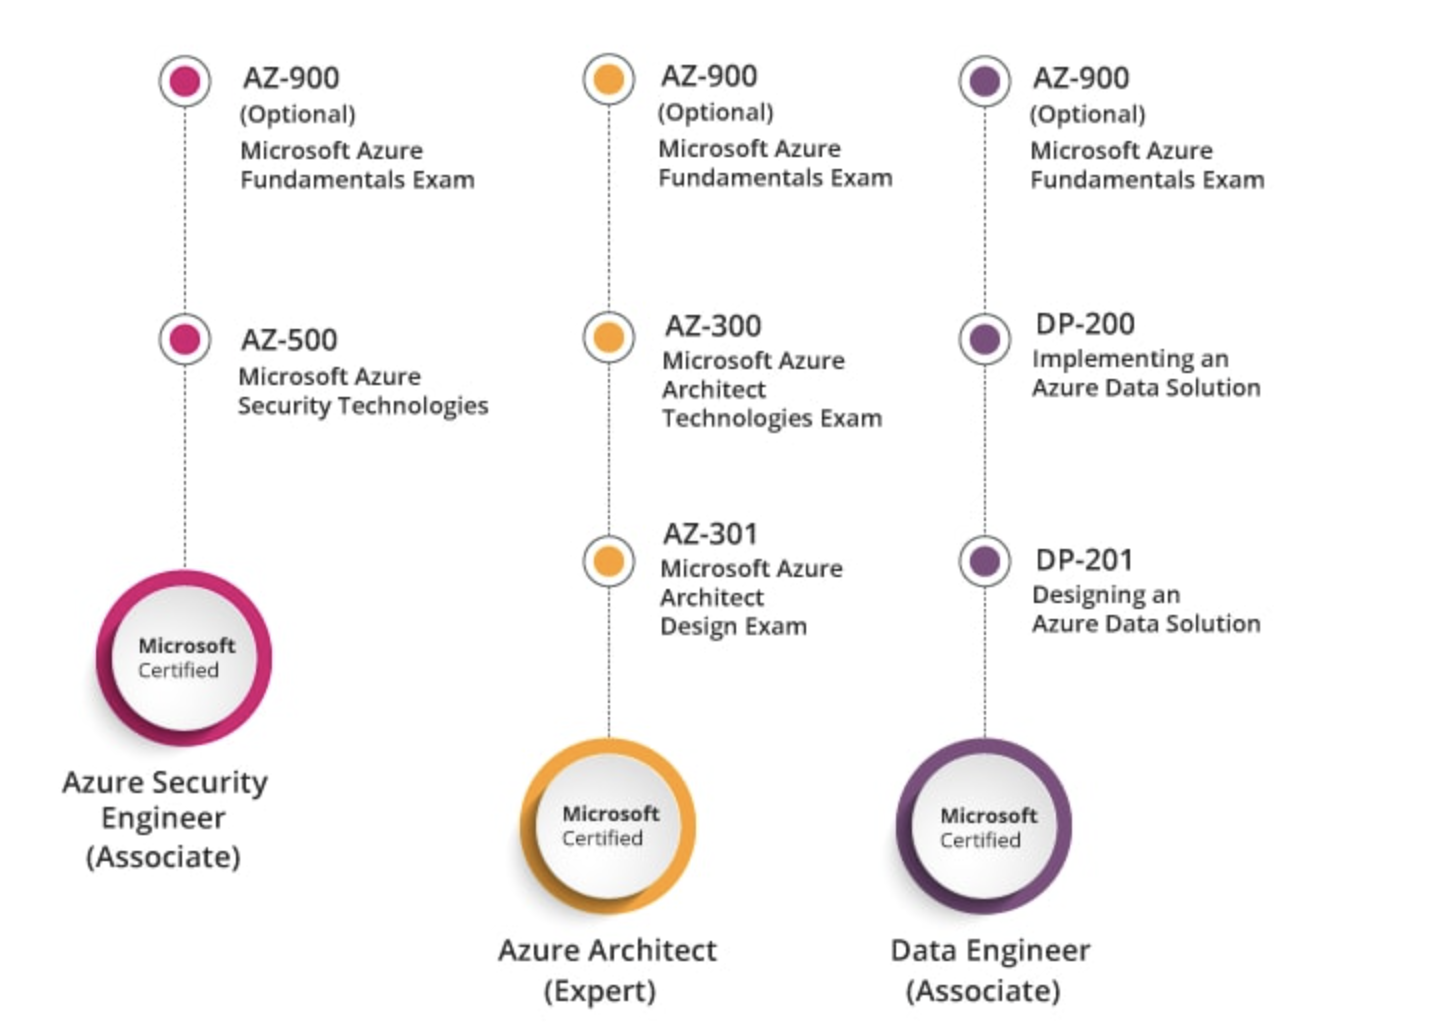 AZ-900
(Optional)
Microsoft Azure
Fundamentals Exam
AZ-500
Microsoft Azure
Security Technologies
Microsoft
Certified
Azure Security
Engineer
(Associate)
AZ-900
(Optional)
Microsoft Azure
Fundamentals Exam
AZ-300
Microsoft Azure
Architect
Technologies Exam
AZ-301
Microsoft Azure
Architect
Design Exam
Microsoft
Certified
Azure Architect
(Expert)
AZ-900
(Optional)
Microsoft Azure
Fundamentals Exam
DP-200
Implementing an
Azure Data Solution
DP-201
Designing an
Azure Data Solution
Microsoft
Certified
Data Engineer
(Associate)